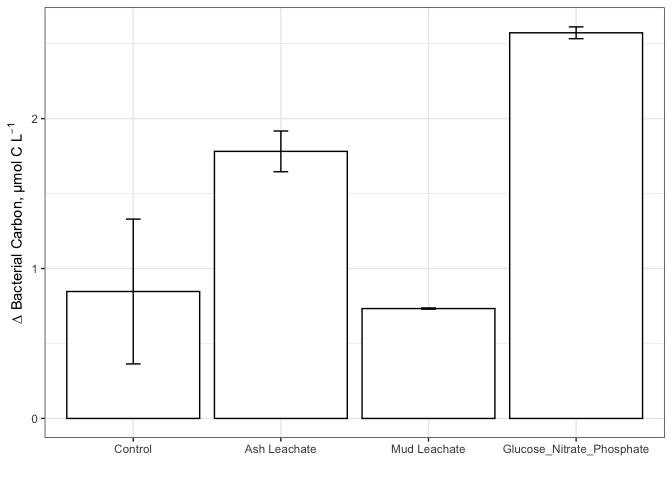 Δ Bacterial Carbon, μmol C L⁻¹
2
1
0
Control Ash Leachate Mud Leachate Glucose_Nitrate_Phosphate